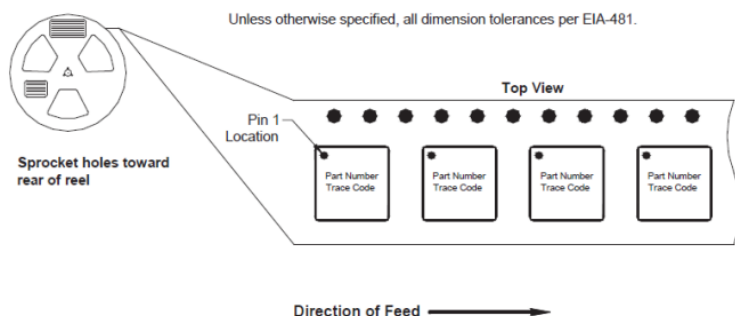 Unless otherwise specified, all dimension tolerances per EIA-481.
Top View
Pin 1
Location
Sprocket holes toward
rear of reel
Part Number
Trace Code
Part Number
Trace Code
Part Number
Trace Code
Part Number
Trace Code
Direction of Feed